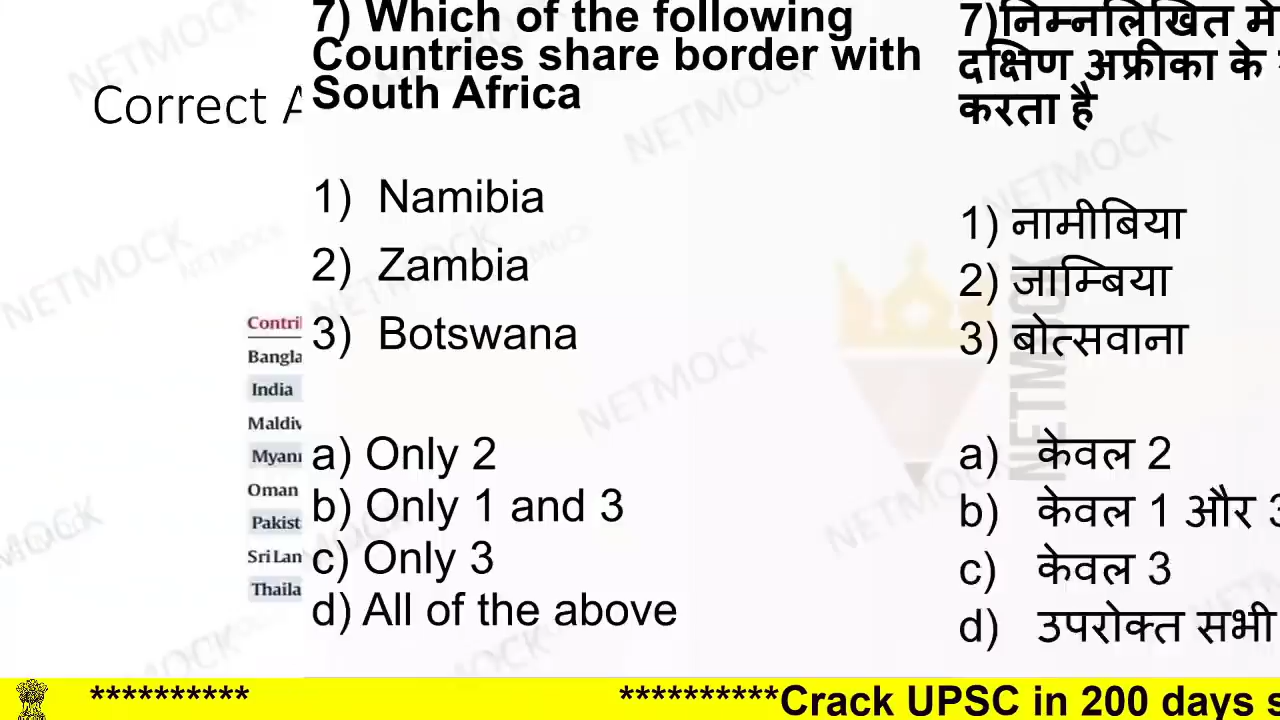 Correct A
Contri
Bangla
India
Maldiv
Myan
Oman
Pakist
Sri Lan
Thaila
7) Which of the following
Countries share border with
South Africa
1) Namibia
2) Zambia
3) Botswana
a) Only 2
b) Only 1 and 3
c) Only 3
d) All of the above
7)निम्नलिखित मे
दक्षिण अफ्रीका के
करता है
1) नामीबिया
2) जाम्बिया
3) बोत्सवाना
a) केवल 2
b) केवल 1 और 3
c) केवल 3
d) उपरोक्त सभी
NETMOCK
********** **********Crack UPSC in 200 days s